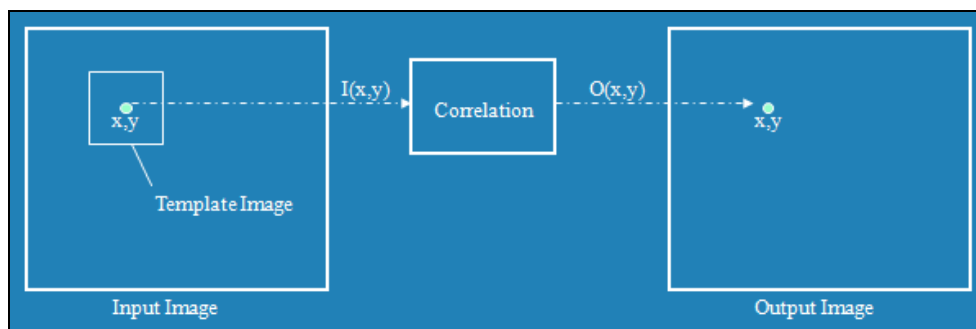 I(x,y)
O(x,y)
Correlation
x,y
x,y
Template Image
Input Image
Output Image